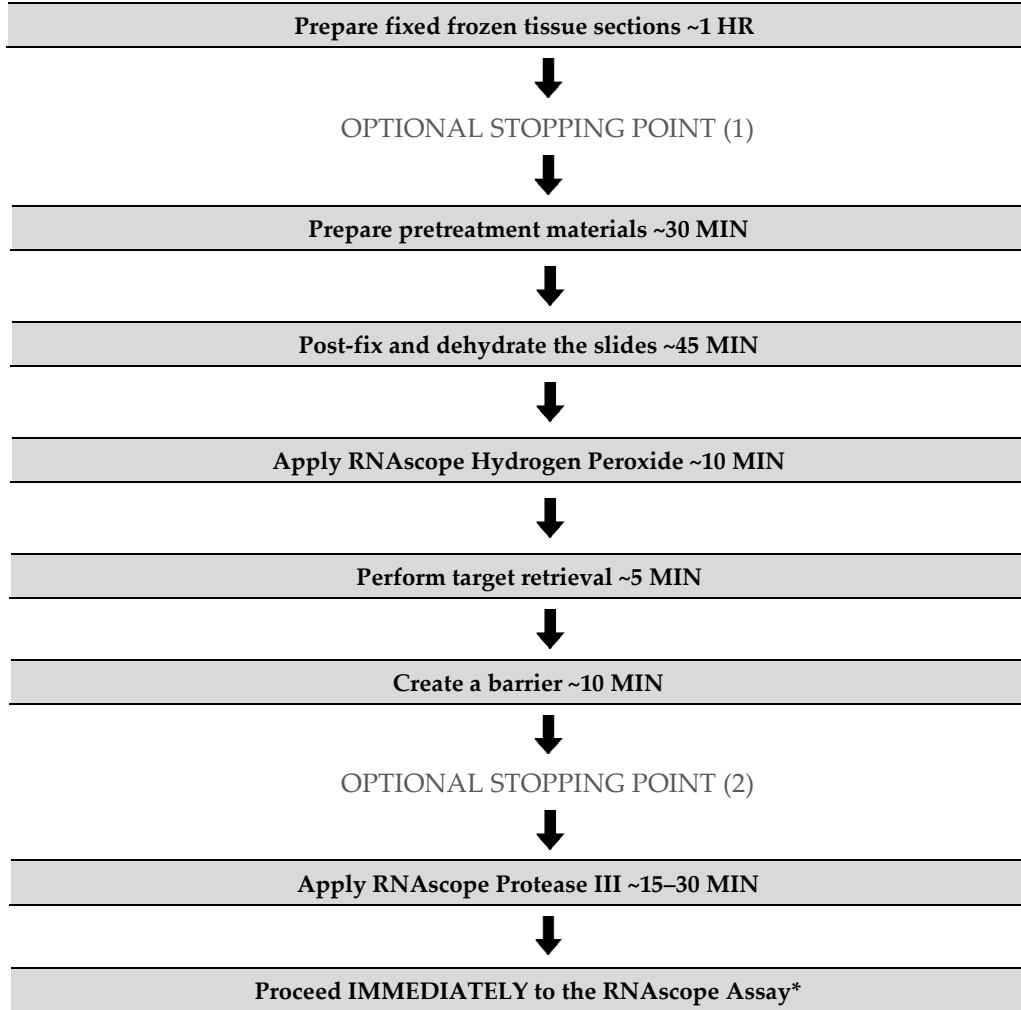 Prepare fixed frozen tissue sections ~1 HR
OPTIONAL STOPPING POINT (1)
Prepare pretreatment materials ~30 MIN
Post-fix and dehydrate the slides ~45 MIN
Apply RNAscope Hydrogen Peroxide ~10 MIN
Perform target retrieval ~5 MIN
Create a barrier ~10 MIN
OPTIONAL STOPPING POINT (2)
Apply RNAscope Protease III ~15–30 MIN
Proceed IMMEDIATELY to the RNAscope Assay*